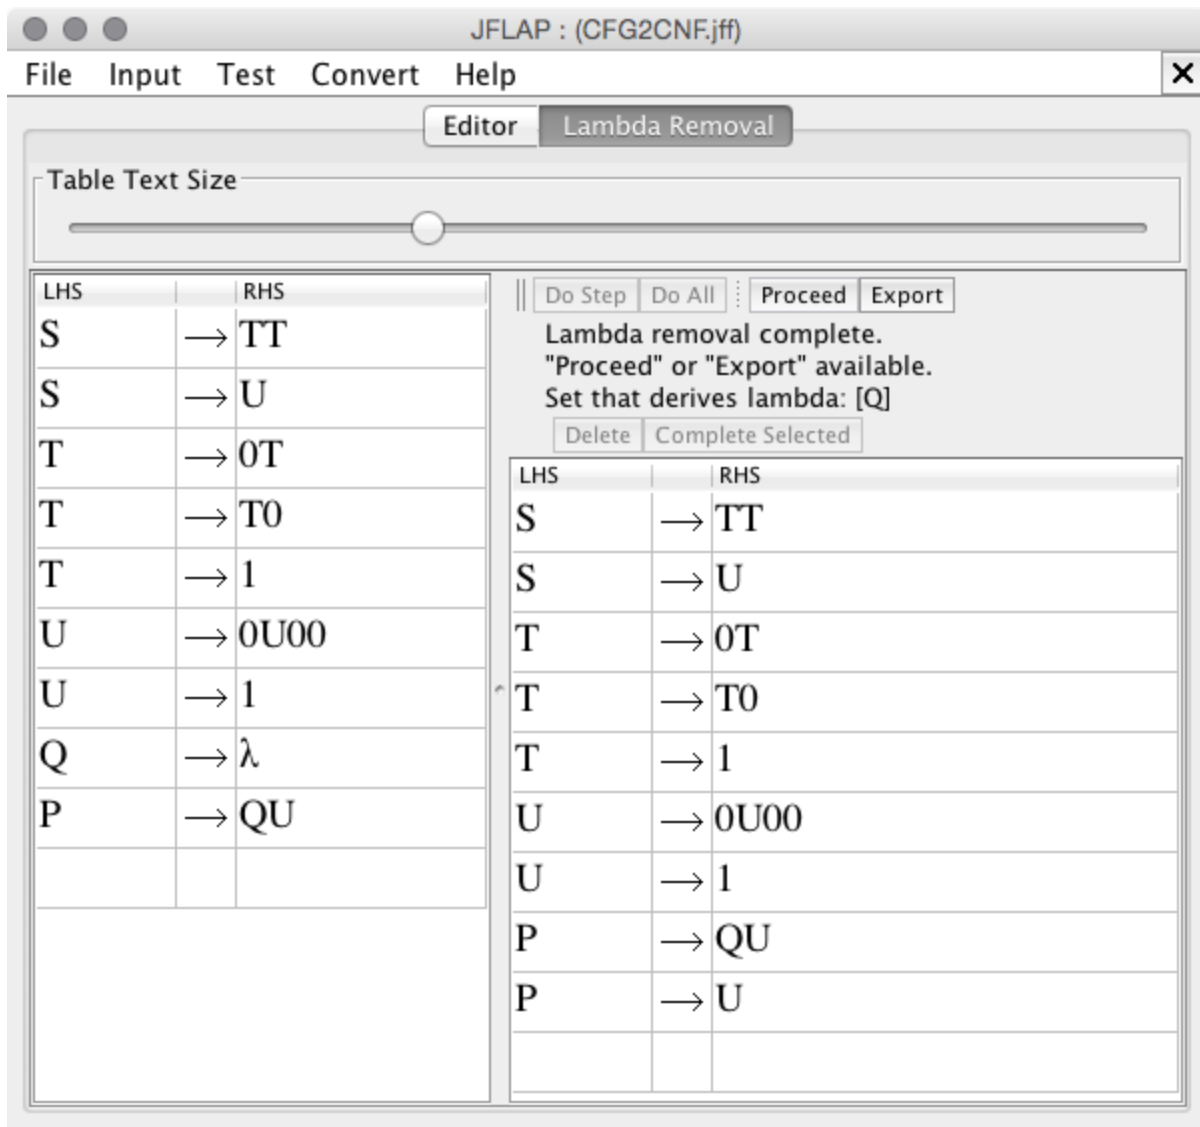 JFLAP : (CFG2CNF.jff)
File Input Test Convert Help
Editor Lambda Removal
Table Text Size
LHS RHS
S → TT
S → U
T → 0T
T → T0
T → 1
U → 0U00
U → 1
Q → λ
P → QU
Do Step Do All Proceed Export
Lambda removal complete.
"Proceed" or "Export" available.
Set that derives lambda: [Q]
Delete Complete Selected
LHS RHS
S → TT
S → U
T → 0T
T → T0
T → 1
U → 0U00
U → 1
P → QU
P → U